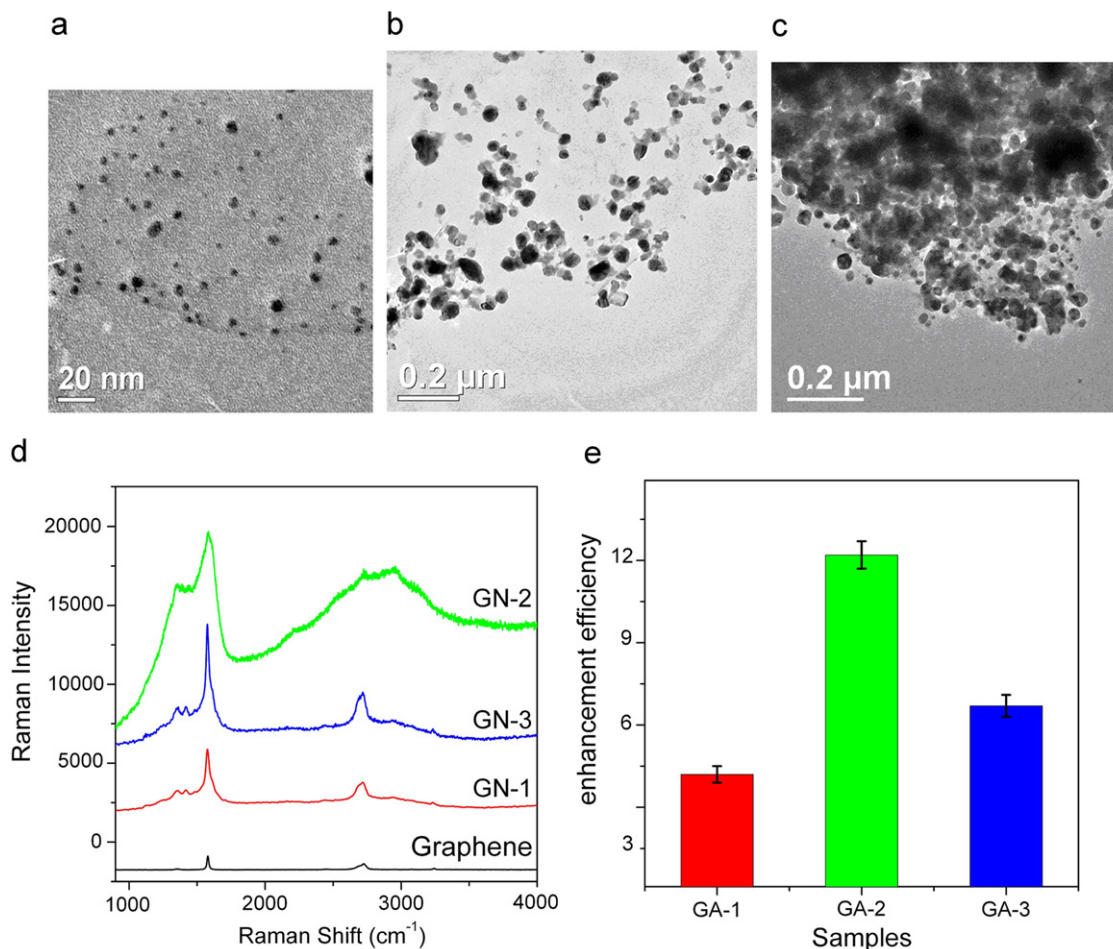 a
b
c
20 nm
0.2 µm
0.2 µm
d
e
20000
15000
10000
5000
0
Raman Intensity
GN-2
GN-3
GN-1
Graphene
1000 2000 3000 4000
Raman Shift (cm⁻¹)
12
9
6
3
enhancement efficiency
GA-1 GA-2 GA-3
Samples